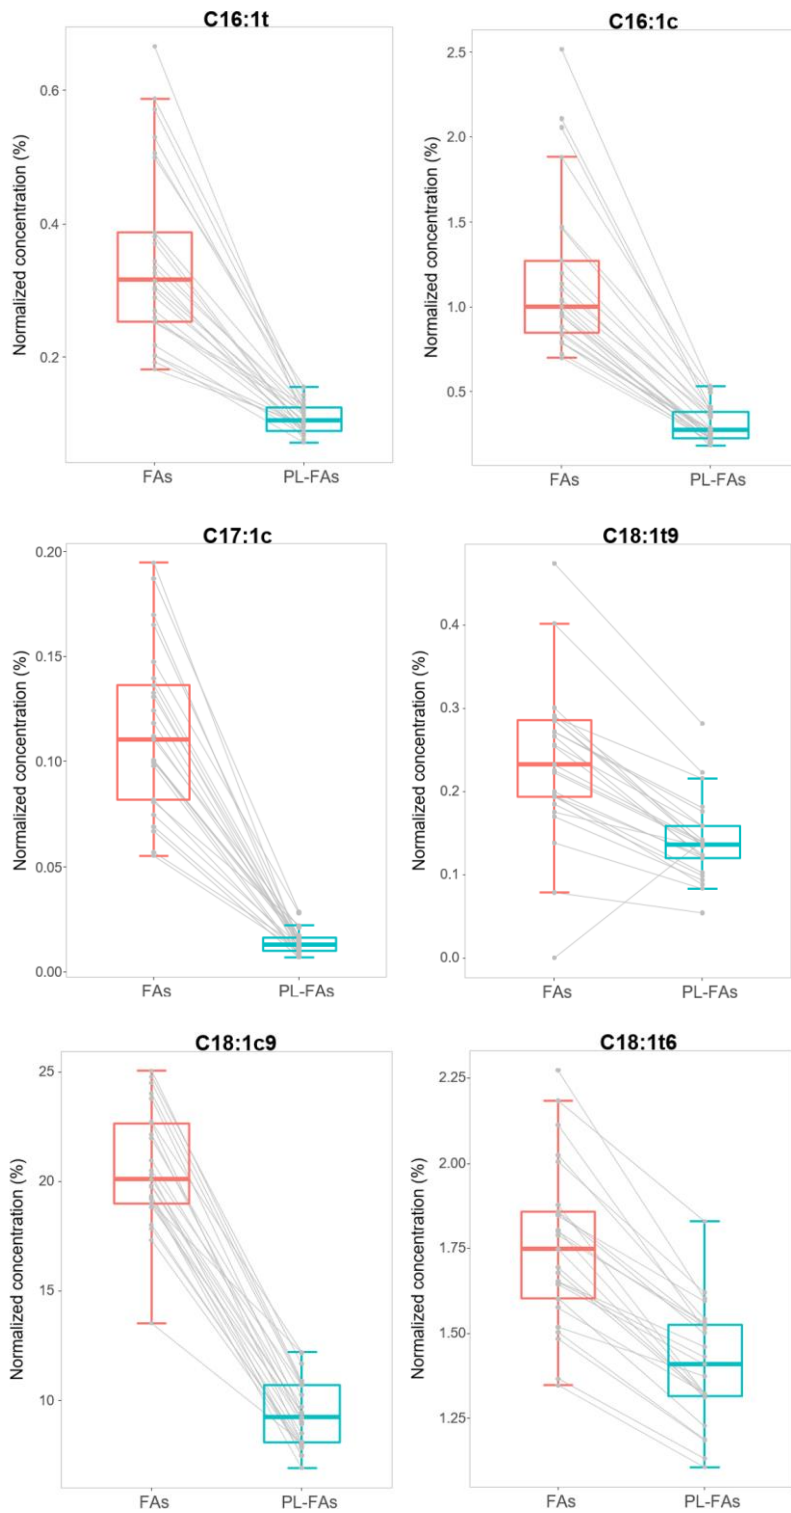 C16:1t
Normalized concentration (%)
0.6
0.4
0.2
FAs PL-FAs
C16:1c
Normalized concentration (%)
2.5
2.0
1.5
1.0
0.5
FAs PL-FAs
C17:1c
Normalized concentration (%)
0.20
0.15
0.10
0.05
0.00
FAs PL-FAs
C18:1t9
Normalized concentration (%)
0.4
0.3
0.2
0.1
0.0
FAs PL-FAs
C18:1c9
Normalized concentration (%)
25
20
15
10
FAs PL-FAs
C18:1t6
Normalized concentration (%)
2.25
2.00
1.75
1.50
1.25
FAs PL-FAs